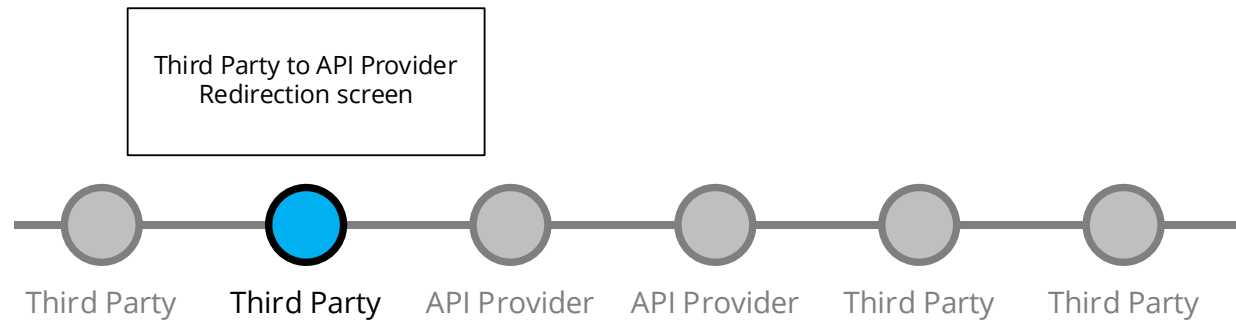 Third Party to API Provider
Redirection screen
Third Party
Third Party
API Provider
API Provider
Third Party
Third Party